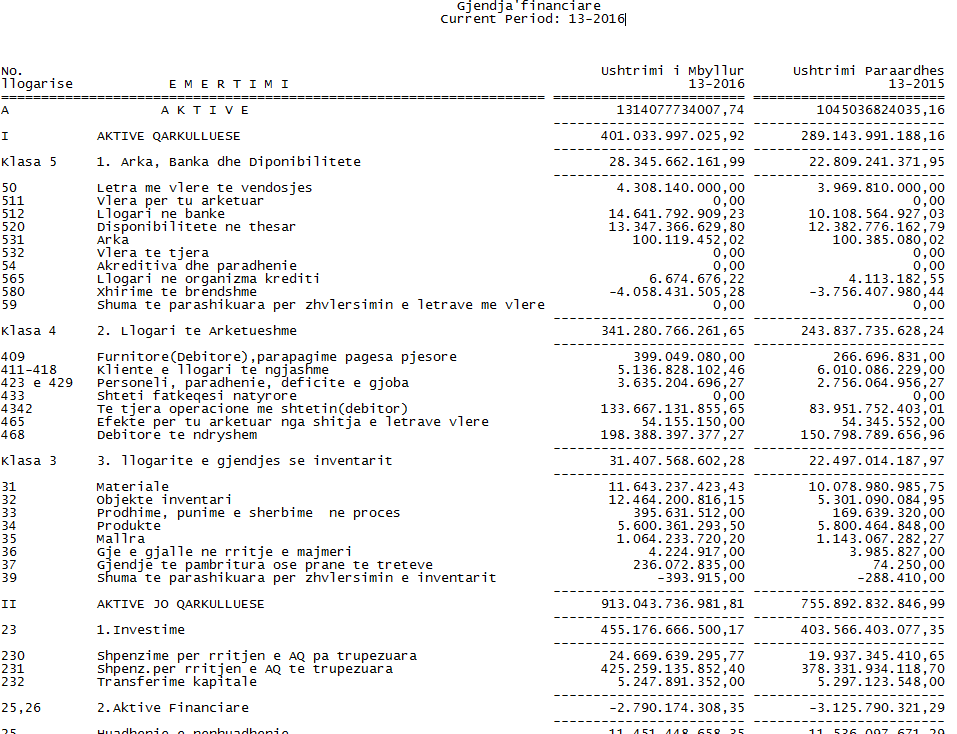 Gjendja'financiare
Current Period: 13-2016
No. Ushtrimi i Mbyllur Ushtrimi Paraardhes
llogarise E M E R T I M I 13-2016 13-2015
A A K T I V E 1314077734007,74 1045036824035,16
I AKTIVE QARKULLUESE 401.033.997.025,92 289.143.991.188,16
Klasa 5 1. Arka, Banka dhe Diponibilitete 28.345.662.161,99 22.809.241.371,95
50 Letra me vlere te vendosjes 4.308.140.000,00 3.969.810.000,00
511 Vlera per tu arketuar 0,00 0,00
512 Llogari ne banke 14.641.792.909,23 10.108.564.927,03
520 Disponibilitete ne thesar 13.347.366.629,80 12.382.776.162,79
531 Arka 100.119.452,02 100.385.080,02
532 Vlera te tjera 0,00 0,00
54 Akreditiva dhe paradhenie 0,00 0,00
565 Llogari ne organizma krediti 6.674.676,22 4.113.182,55
580 Xhirime te brendshme -4.058.431.505,28 -3.756.407.980,44
59 Shuma te parashikuara per zhvlersimin e letrave me vlere 0,00 0,00
Klasa 4 2. Llogari te Arketueshme 341.280.766.261,65 243.837.735.628,24
409 Furnitore(Debitore),parapagime pagesa pjesore 399.049.080,00 266.696.831,00
411-418 Kliente e llogari te ngjashme 5.136.828.102,46 6.010.086.229,00
423 e 429 Personeli, paradhenie, deficite e gjoba 3.635.204.696,27 2.756.064.956,27
433 Shteti fatkeqesi natyrore 0,00 0,00
4342 Te tjera operacione me shtetin(debitor) 133.667.131.855,65 83.951.752.403,01
465 Efekte per tu arketuar nga shitja e letrave vlere 54.155.150,00 54.345.552,00
468 Debitore te ndryshem 198.388.397.377,27 150.798.789.656,96
Klasa 3 3. llogarite e gjendjes se inventarit 31.407.568.602,28 22.497.014.187,97
31 Materiale 11.643.237.423,43 10.078.980.985,75
32 Objekte inventari 12.464.200.816,15 5.301.090.084,95
33 Prodhime, punime e sherbime ne proces 395.631.512,00 169.639.320,00
34 Produkte 5.600.361.293,50 5.800.464.848,00
35 Mallra 1.064.233.720,20 1.143.067.282,27
36 Gje e gjalle ne rritje e majmeri 4.224.917,00 3.985.827,00
37 Gjendje te pambritura ose prane te treteve 236.072.835,00 74.250,00
39 Shuma te parashikuara per zhvlersimin e inventarit -393.915,00 -288.410,00
II AKTIVE JO QARKULLUESE 913.043.736.981,81 755.892.832.846,99
23 1.Investime 455.176.666.500,17 403.566.403.077,35
230 Shpenzime per rritjen e AQ pa trupezuara 24.669.639.295,77 19.937.345.410,65
231 Shpenz.per rritjen e AQ te trupezuara 425.259.135.852,40 378.331.934.118,70
232 Transferime kapitale 5.247.891.352,00 5.297.123.548,00
25,26 2.Aktive Financiare -2.790.174.308,35 -3.125.790.321,29
25 Huadhenie e nenhuadhenie 11.451.448.658,35 11.536.097.671,29